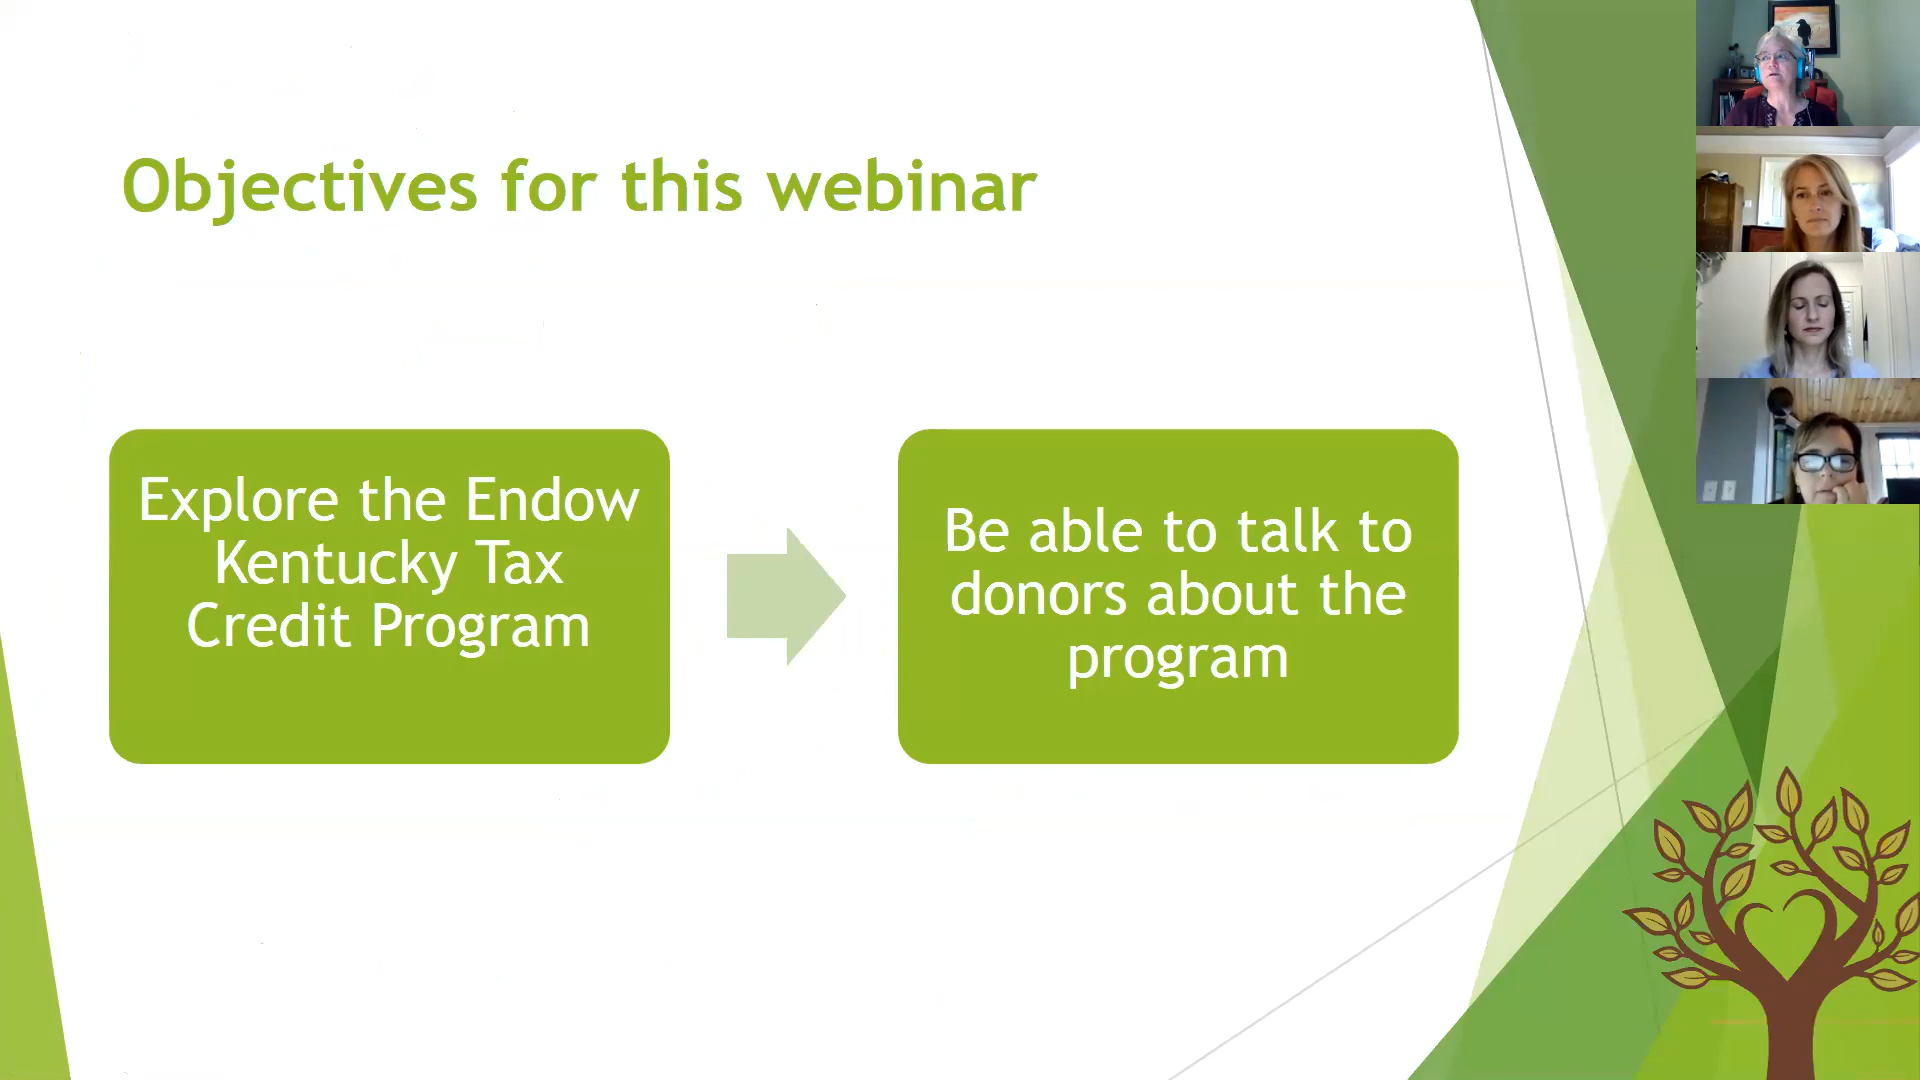 Objectives for this webinar
Explore the Endow
Kentucky Tax
Credit Program
Be able to talk to
donors about the
program